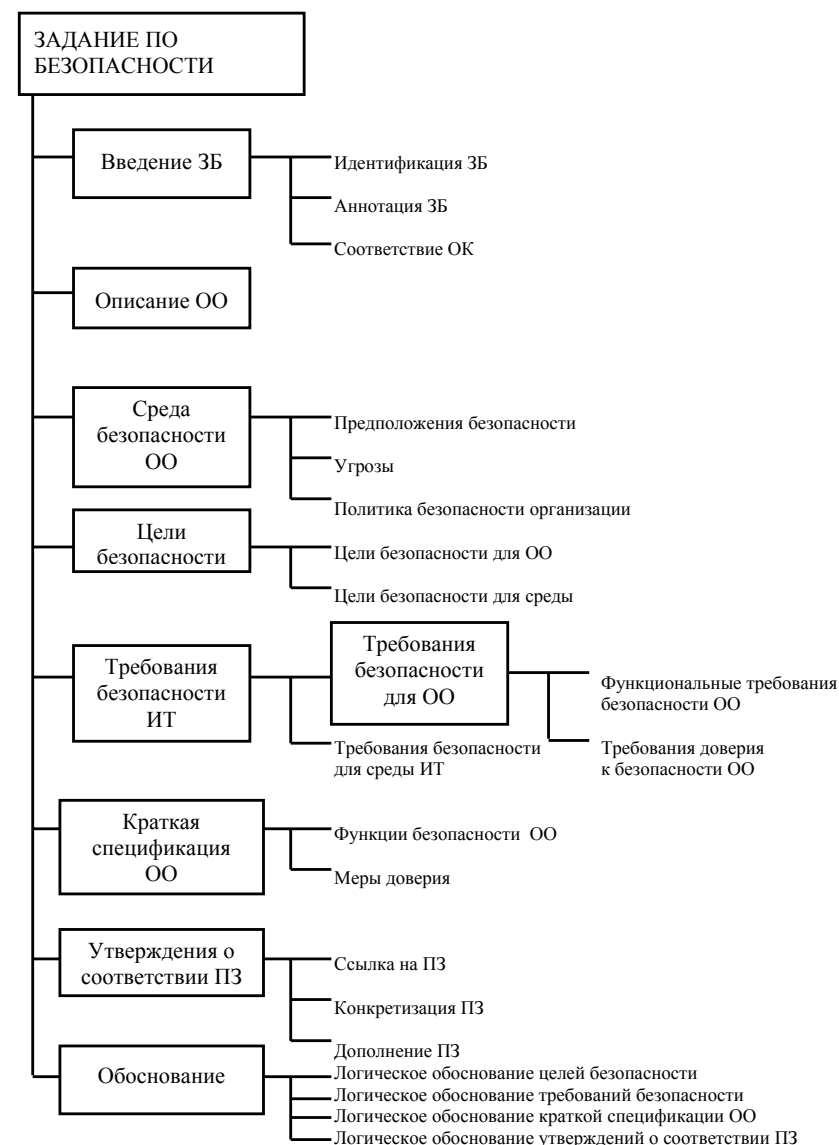 ЗАДАНИЕ ПО
БЕЗОПАСНОСТИ
Введение ЗБ
Идентификация ЗБ
Аннотация ЗБ
Соответствие ОК
Описание ОО
Среда
безопасности
ОО
Предположения безопасности
Угрозы
Политика безопасности организации
Цели
безопасности
Цели безопасности для ОО
Цели безопасности для среды
Требования
безопасности
ИТ
Требования
безопасности
для ОО
Функциональные требования
безопасности ОО
Требования доверия
к безопасности ОО
Требования безопасности
для среды ИТ
Краткая
спецификация
ОО
Функции безопасности ОО
Меры доверия
Утверждения о
соответствии ПЗ
Ссылка на ПЗ
Конкретизация ПЗ
Дополнение ПЗ
Обоснование
Логическое обоснование целей безопасности
Логическое обоснование требований безопасности
Логическое обоснование краткой спецификации ОО
Логическое обоснование утверждений о соответствии ПЗ